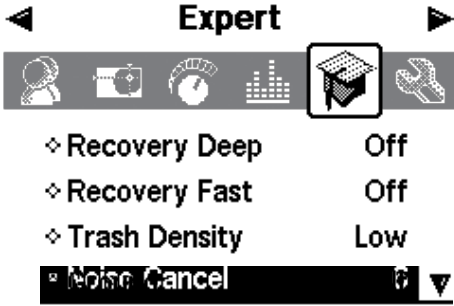 Expert
Recovery Deep Off
Recovery Fast Off
Trash Density Low
Noise Cancel